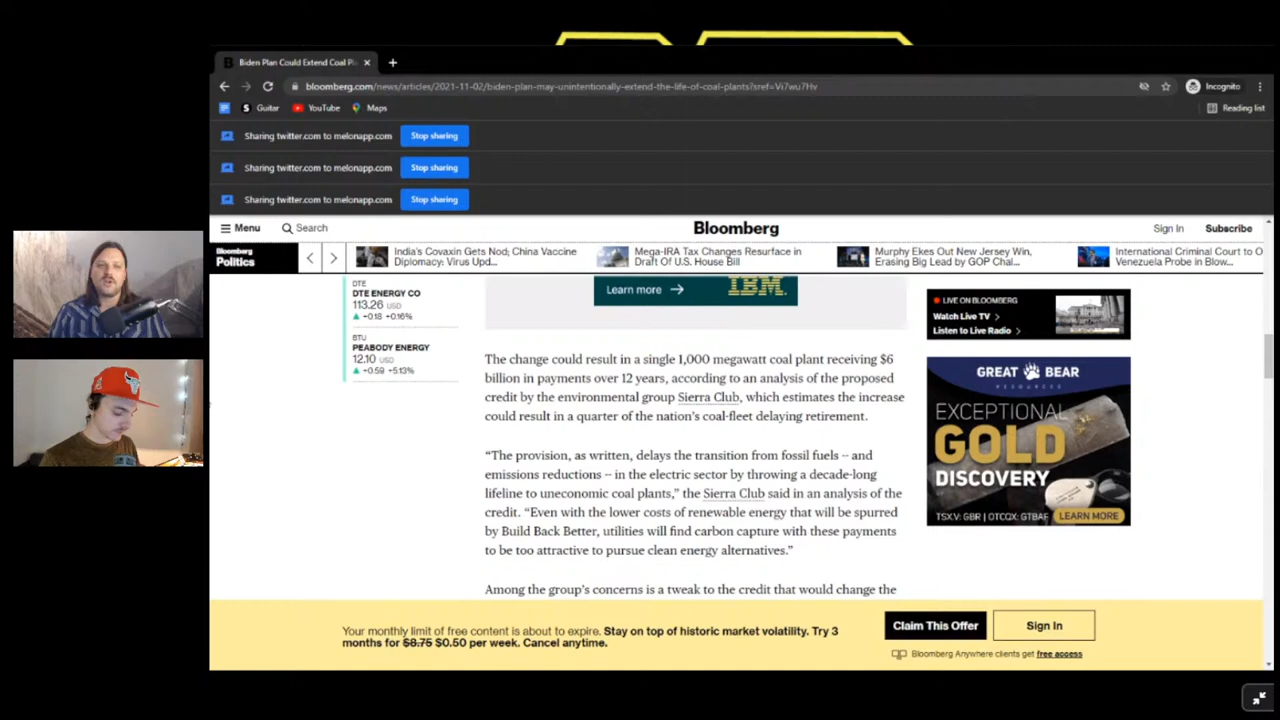 Biden Plan Could Extend Coal Pl
bloomberg.com/news/articles/2021-11-02/biden-plan-may-unintentionally-extend-the-life-of-coal-plants?sref=Vi7wu7Hv
Incognito
Guitar
YouTube
Maps
Reading list
Sharing twitter.com to melonapp.com
Stop sharing
Sharing twitter.com to melonapp.com
Stop sharing
Sharing twitter.com to melonapp.com
Stop sharing
Menu
Search
Bloomberg
Sign In
Subscribe
Bloomberg
Politics
India's Covaxin Gets Nod; China Vaccine
Diplomacy: Virus Upd...
Mega-IRA Tax Changes Resurface in
Draft Of U.S. House Bill
Murphy Ekes Out New Jersey Win,
Erasing Big Lead by GOP Chal...
International Criminal Court to O
Venezuela Probe in Blow...
DTE
DTE ENERGY CO
113.26 USD
▲ +0.18 +0.16%
BTU
PEABODY ENERGY
12.10 USD
▲ +0.59 +5.13%
Learn more →
IBM
The change could result in a single 1,000 megawatt coal plant receiving $6
billion in payments over 12 years, according to an analysis of the proposed
credit by the environmental group Sierra Club, which estimates the increase
could result in a quarter of the nation's coal-fleet delaying retirement.
“The provision, as written, delays the transition from fossil fuels -- and
emissions reductions -- in the electric sector by throwing a decade-long
lifeline to uneconomic coal plants,” the Sierra Club said in an analysis of the
credit. “Even with the lower costs of renewable energy that will be spurred
by Build Back Better, utilities will find carbon capture with these payments
to be too attractive to pursue clean energy alternatives.”
Among the group's concerns is a tweak to the credit that would change the
LIVE ON BLOOMBERG
Watch Live TV
Listen to Live Radio
GREAT BEAR
RESOURCES
EXCEPTIONAL
GOLD
DISCOVERY
TSX.V: GBR | OTCQX: GTBAF
LEARN MORE
Your monthly limit of free content is about to expire. Stay on top of historic market volatility. Try 3
months for $8.75 $0.50 per week. Cancel anytime.
Claim This Offer
Sign In
Bloomberg Anywhere clients get free access